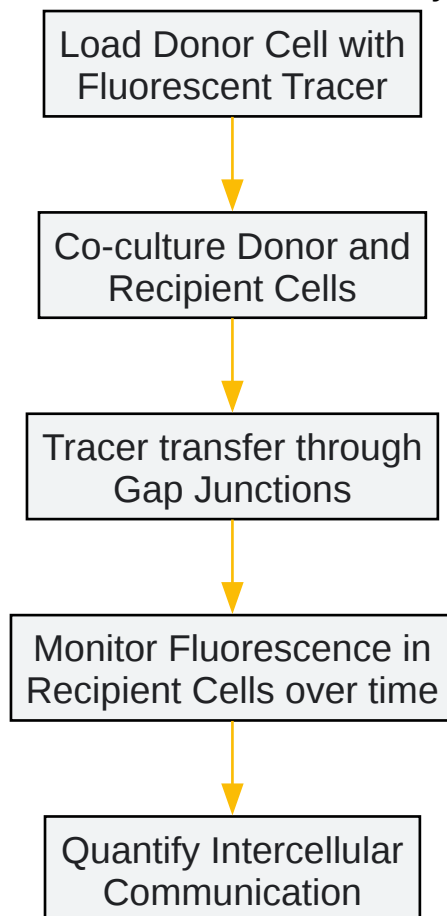 Load Donor Cell with
Fluorescent Tracer
Co-culture Donor and
Recipient Cells
Tracer transfer through
Gap Junctions
Monitor Fluorescence in
Recipient Cells over time
Quantify Intercellular
Communication